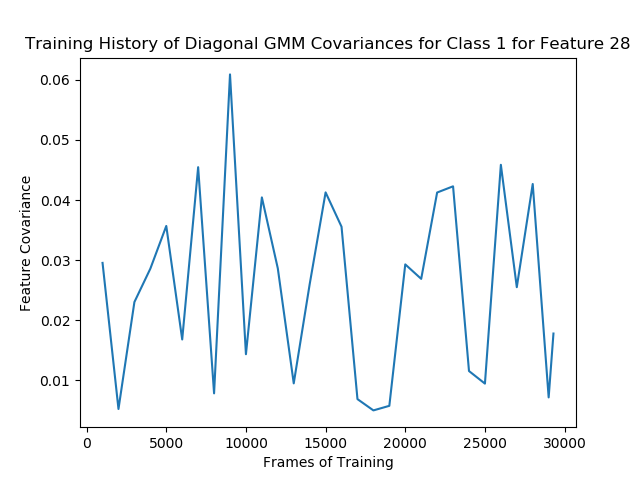 Training History of Diagonal GMM Covariances for Class 1 for Feature 28
0.06
0.05
0.04
0.03
0.02
0.01
Feature Covariance
0 5000 10000 15000 20000 25000 30000
Frames of Training